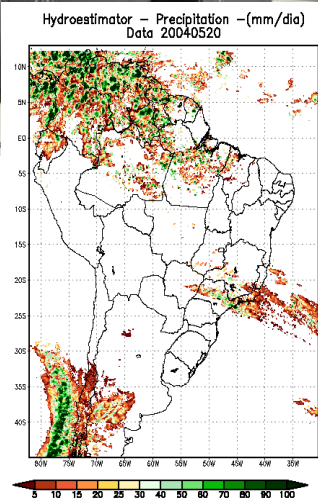 Hydroestimator - Precipitation -(mm/dia)
Data 20040520
10N
5N
EQ
5S
10S
15S
20S
25S
30S
35S
40S
80W 75W 70W 65W 60W 55W 50W 45W 40W 35W
5 10 15 20 25 30 40 50 60 70 80 90 100